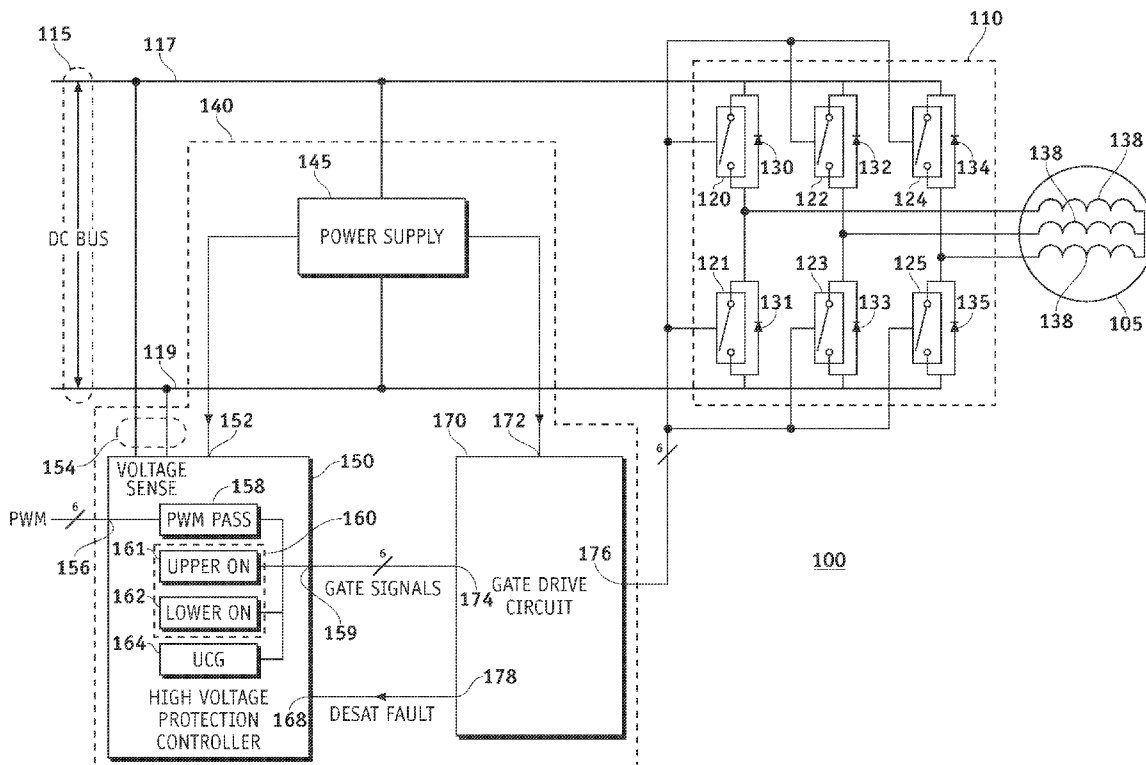 115
117
110
140
145
POWER SUPPLY
DC BUS
130
132
134
120
122
124
138
138
138
105
121
123
125
131
133
135
119
154
152
VOLTAGE
SENSE
150
170
172
6
158
PWM
6
PWM PASS
156
161
160
UPPER ON
6
GATE SIGNALS
159
174
GATE DRIVE
CIRCUIT
176
100
162
LOWER ON
164
UCG
HIGH VOLTAGE
PROTECTION
CONTROLLER
168
DESAT FAULT
178